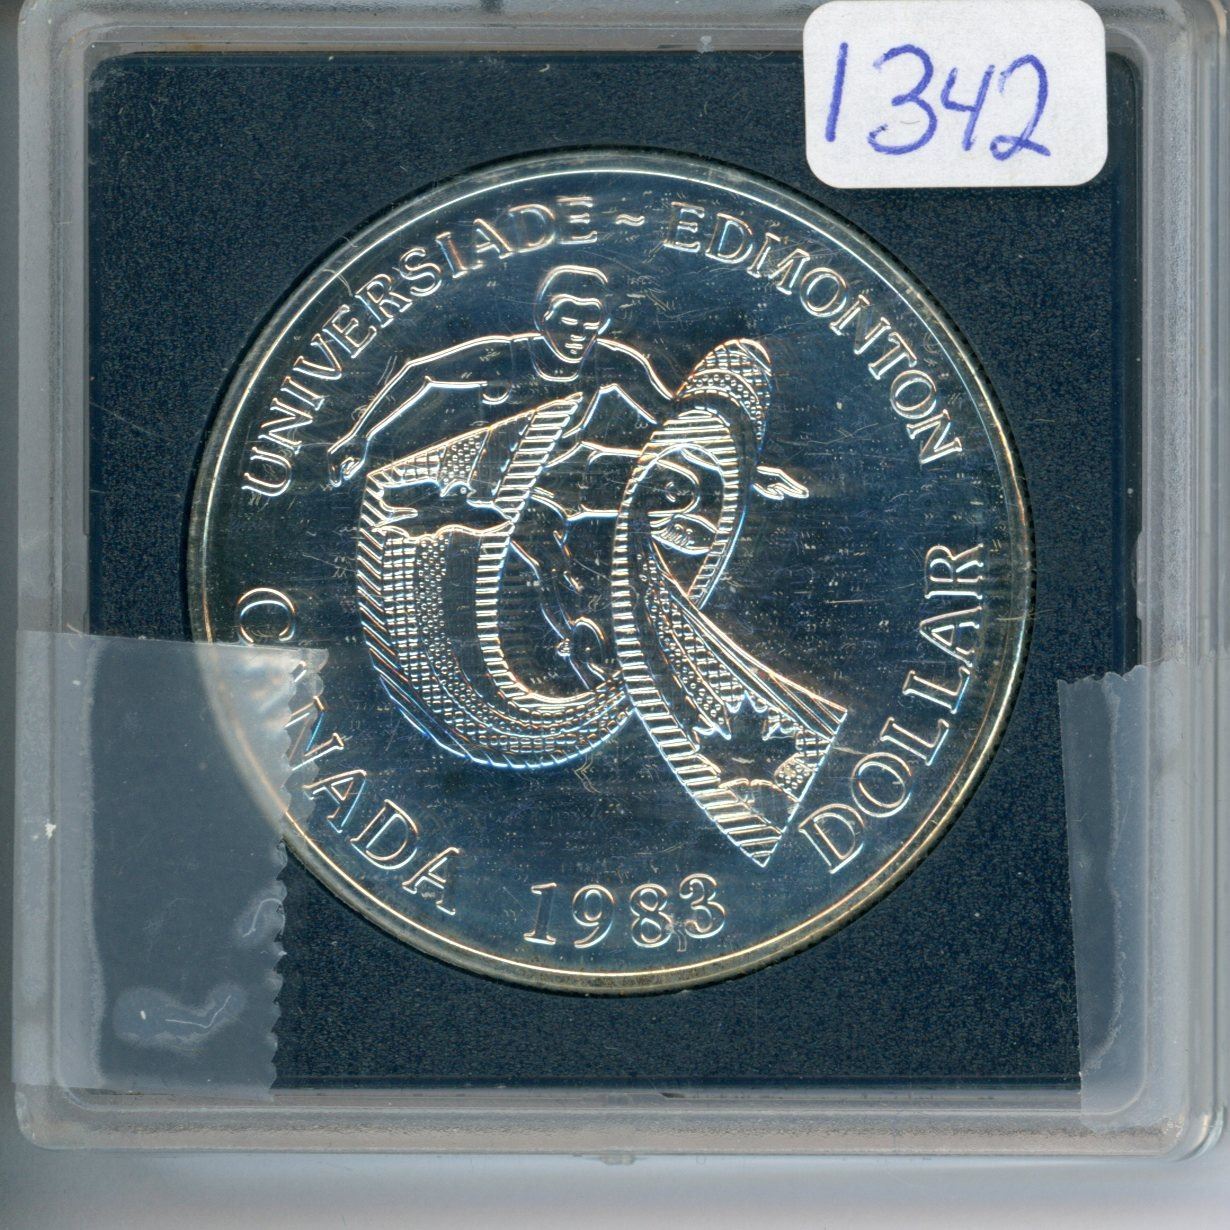 1342
UNIVERSIADE ~ EDMONTON
CANADA 1983 DOLLAR